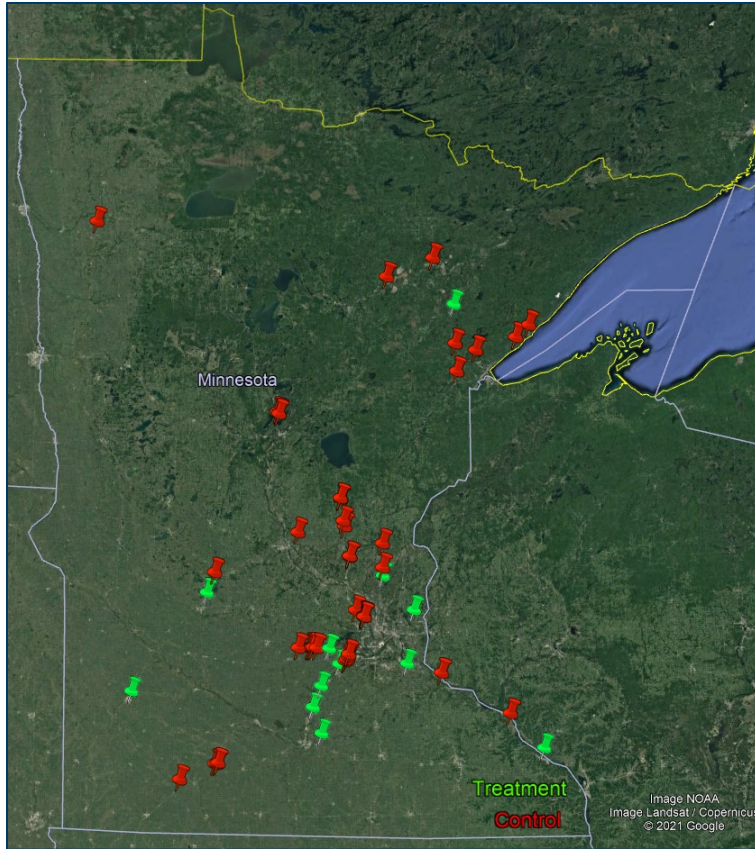 Minnesota
Treatment
Control
Image NOAA
Image Landsat / Copernicus
© 2021 Google